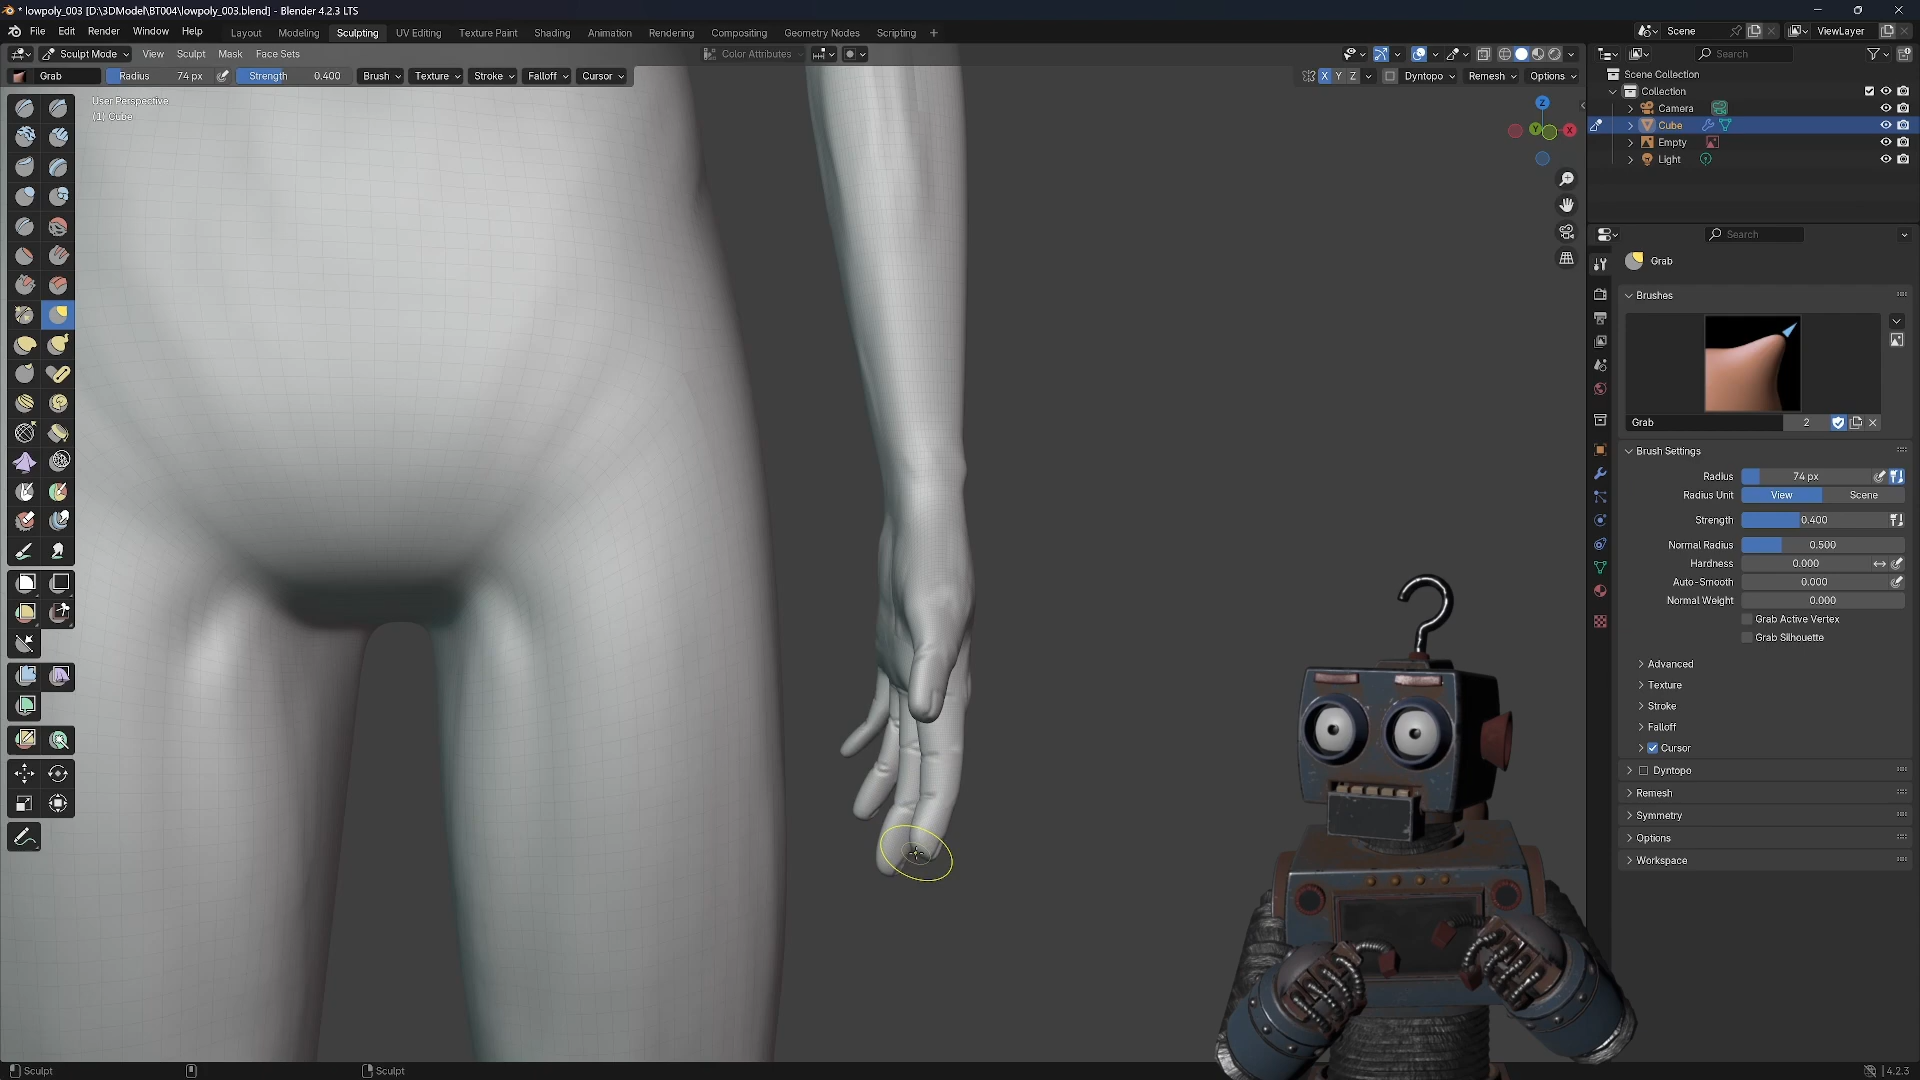 * lowpoly_003 [D:\3DModel\BT004\lowpoly_003.blend] - Blender 4.2.3 LTS
File Edit Render Window Help Layout Modeling Sculpting UV Editing Texture Paint Shading Animation Rendering Compositing Geometry Nodes Scripting + Scene ViewLayer
Sculpt Mode View Sculpt Mask Face Sets Color Attributes Search
Grab Radius 74 px Strength 0.400 Brush Texture Stroke Falloff Cursor X Y Z Dyntopo Remesh Options
Scene Collection
Collection
Camera
Cube
Empty
Light
User Perspective
(1) Cube
Z
Y
X
Search
Grab
Brushes
Grab 2
Brush Settings
Radius 74 px
Radius Unit View Scene
Strength 0.400
Normal Radius 0.500
Hardness 0.000
Auto-Smooth 0.000
Normal Weight 0.000
Grab Active Vertex
Grab Silhouette
Advanced
Texture
Stroke
Falloff
Cursor
Dyntopo
Remesh
Symmetry
Options
Workspace
Sculpt Sculpt 4.2.3